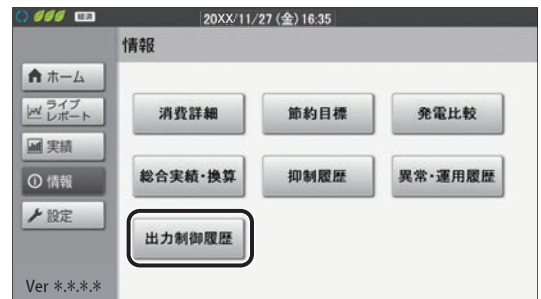 経済
20XX/11/27 (金) 16:35
情報
ホーム
ライブ
レポート
実績
情報
設定
消費詳細
節約目標
発電比較
総合実績・換算
抑制履歴
異常・運用履歴
出力制御履歴
Ver *.*.*.*